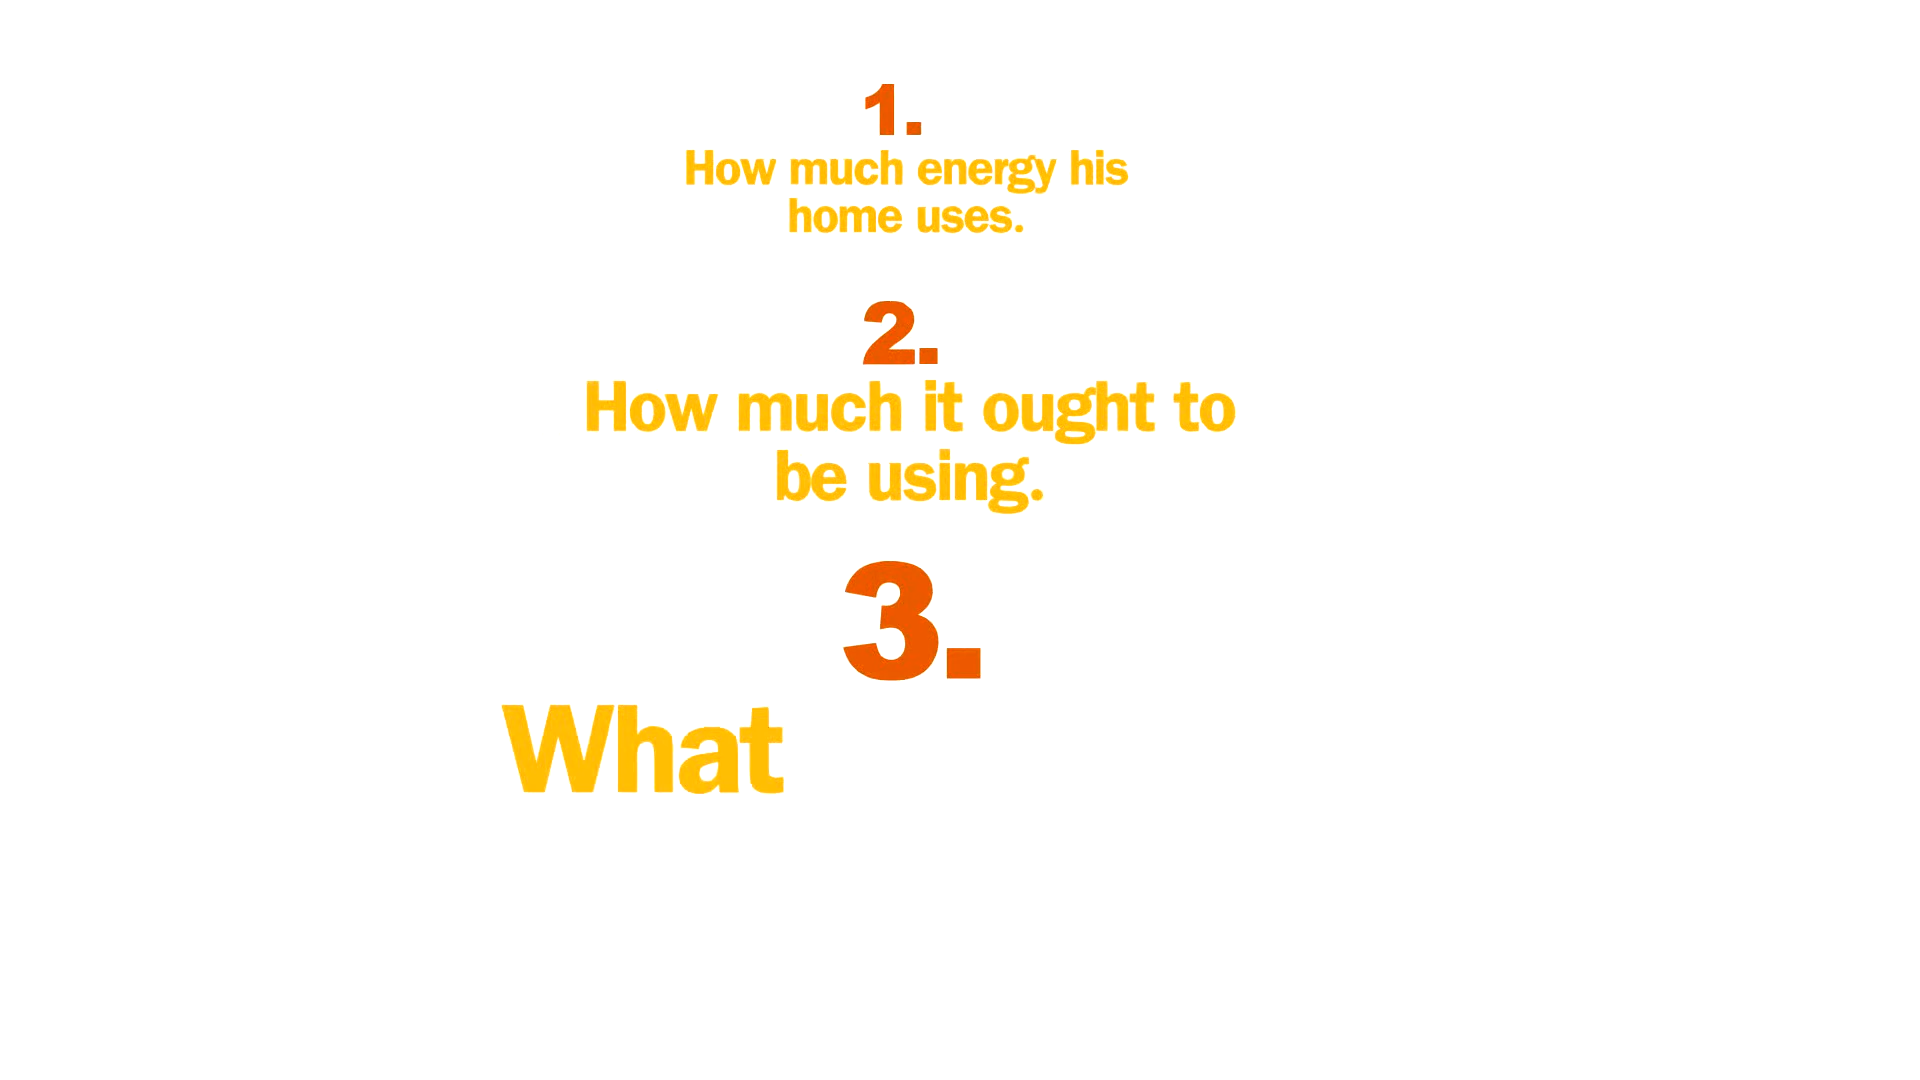 1.
How much energy his
home uses.
2.
How much it ought to
be using.
3.
What